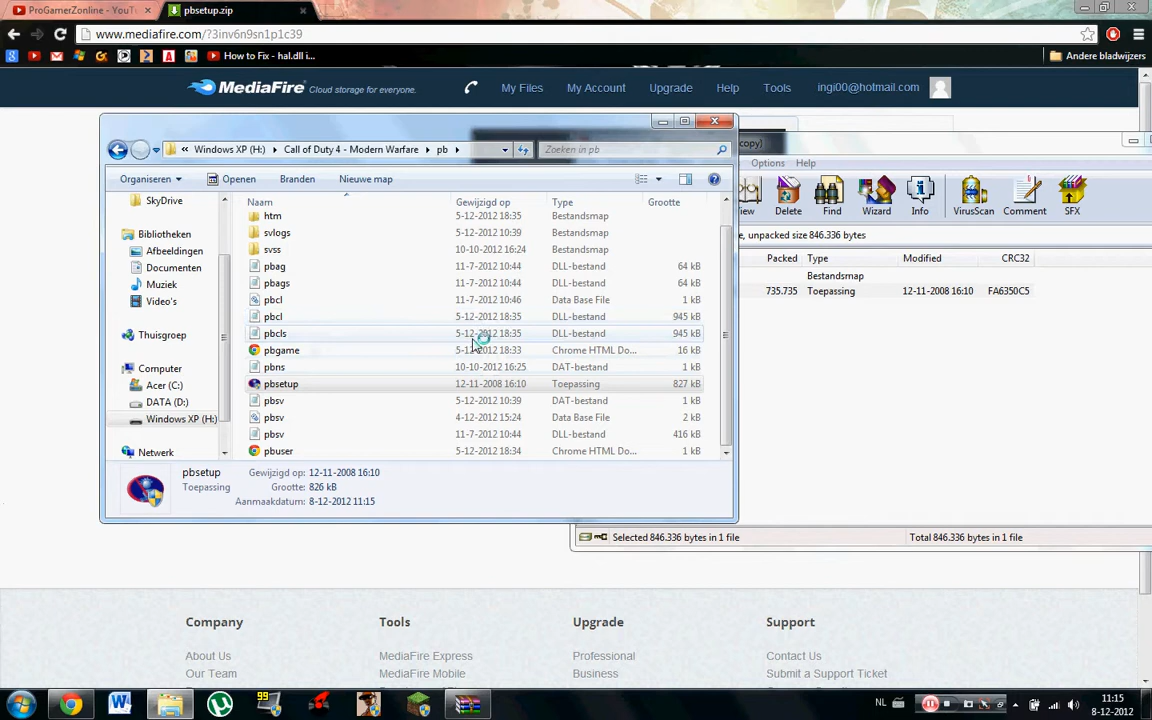 ProGamerZonline - YouTu
pbsetup.zip
www.mediafire.com/?3inv6n9sn1p1c39
How to Fix - hal.dll i...
Andere bladwijzers
MediaFire Cloud storage for everyone.
My Files
My Account
Upgrade
Help
Tools
ingi00@hotmail.com
Windows XP (H:)
Call of Duty 4 - Modern Warfare
pb
Zoeken in pb
copy)
Options
Help
Organiseren
Openen
Branden
Nieuwe map
View
Delete
Find
Wizard
Info
VirusScan
Comment
SFX
Naam
Gewijzigd op
Type
Grootte
, unpacked size 846.336 bytes
Packed
Type
Modified
CRC32
Bestandsmap
735.735 Toepassing 12-11-2008 16:10 FA6350C5
SkyDrive
Bibliotheken
Afbeeldingen
Documenten
Muziek
Video's
Thuisgroep
Computer
Acer (C:)
DATA (D:)
Windows XP (H:)
Netwerk
htm 5-12-2012 18:35 Bestandsmap
svlogs 5-12-2012 10:39 Bestandsmap
svss 10-10-2012 16:24 Bestandsmap
pbag 11-7-2012 10:44 DLL-bestand 64 kB
pbags 11-7-2012 10:44 DLL-bestand 64 kB
pbcl 11-7-2012 10:46 Data Base File 1 kB
pbcl 5-12-2012 18:35 DLL-bestand 945 kB
pbcls 5-12-2012 18:35 DLL-bestand 945 kB
pbgame 5-12-2012 18:33 Chrome HTML Do... 16 kB
pbns 10-10-2012 16:25 DAT-bestand 1 kB
pbsetup 12-11-2008 16:10 Toepassing 827 kB
pbsv 5-12-2012 10:39 DAT-bestand 1 kB
pbsv 4-12-2012 15:24 Data Base File 2 kB
pbsv 11-7-2012 10:44 DLL-bestand 416 kB
pbuser 5-12-2012 18:34 Chrome HTML Do... 1 kB
pbsetup Gewijzigd op: 12-11-2008 16:10
Toepassing Grootte: 826 kB
Aanmaakdatum: 8-12-2012 11:15
Selected 846.336 bytes in 1 file
Total 846.336 bytes in 1 file
Company
Tools
Upgrade
Support
About Us
MediaFire Express
Professional
Contact Us
Our Team
MediaFire Mobile
Business
Submit a Support Ticket
99
NL
11:15
8-12-2012